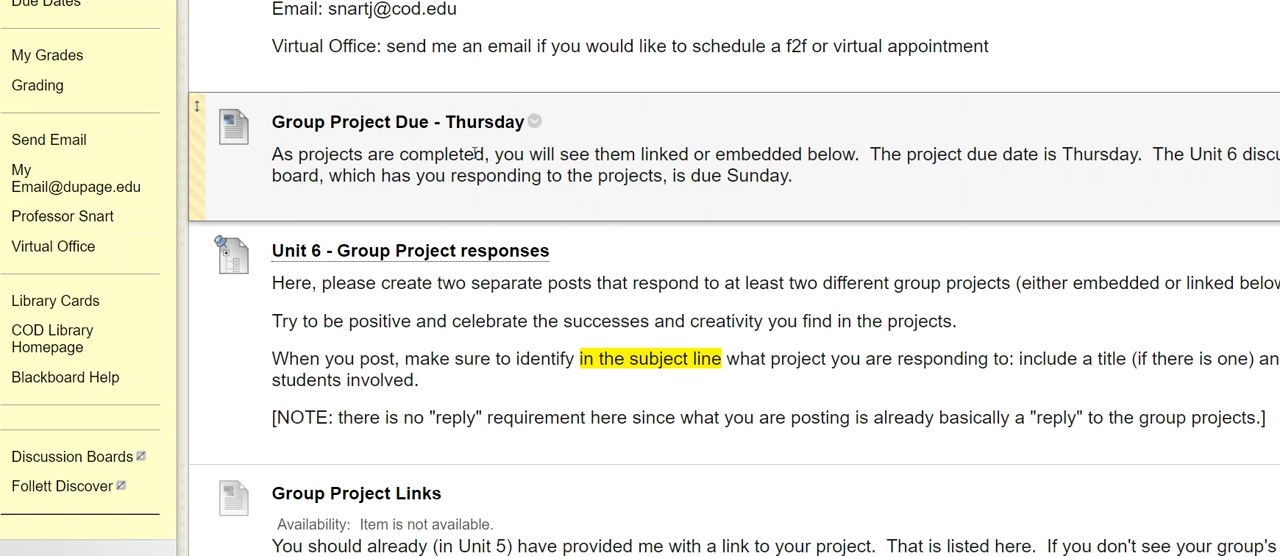 Due Dates
My Grades
Grading
Send Email
My
Email@dupage.edu
Professor Snart
Virtual Office
Library Cards
COD Library
Homepage
Blackboard Help
Discussion Boards
Follett Discover
Email: snartj@cod.edu
Virtual Office: send me an email if you would like to schedule a f2f or virtual appointment
Group Project Due - Thursday
As projects are completed, you will see them linked or embedded below.  The project due date is Thursday.  The Unit 6
board, which has you responding to the projects, is due Sunday.
Unit 6 - Group Project responses
Here, please create two separate posts that respond to at least two different group projects (either embedded or linked
Try to be positive and celebrate the successes and creativity you find in the projects.
When you post, make sure to identify in the subject line what project you are responding to: include a title (if there is one)
students involved.
[NOTE: there is no "reply" requirement here since what you are posting is already basically a "reply" to the group projects.]
Group Project Links
Availability:  Item is not available.
You should already (in Unit 5) have provided me with a link to your project.  That is listed here.  If you don't see your group's